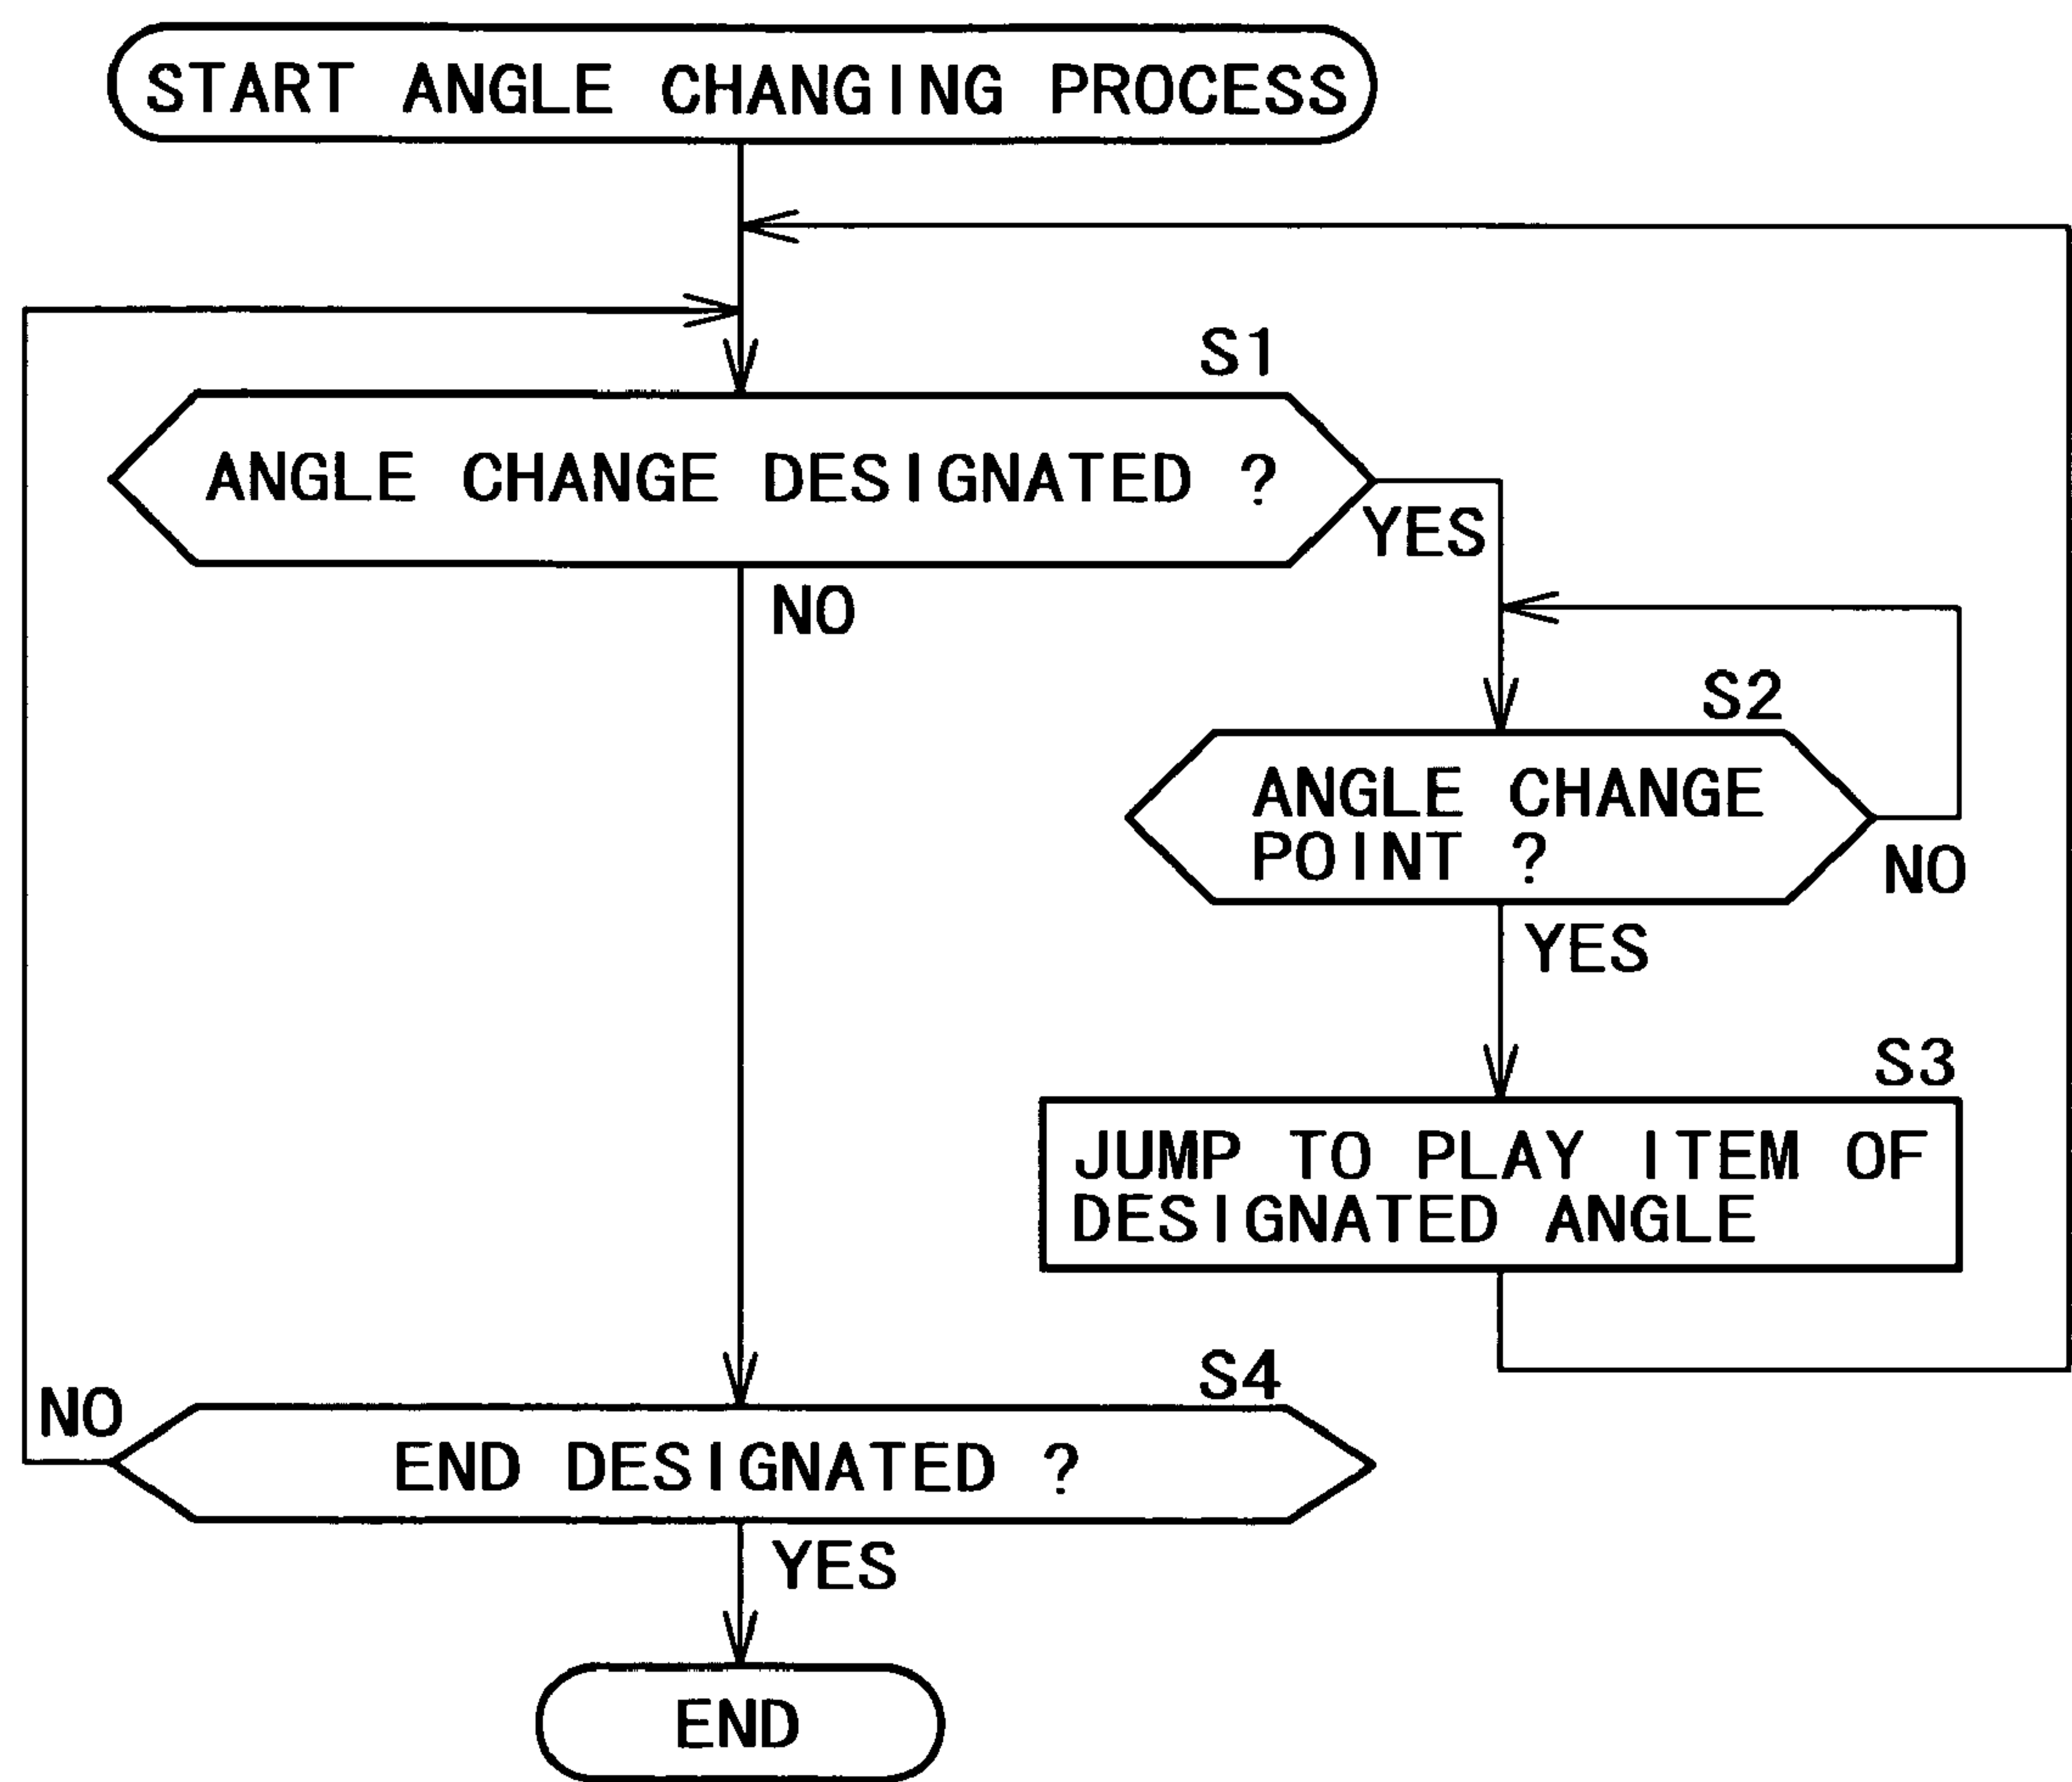 START ANGLE CHANGING PROCESS
S1
ANGLE CHANGE DESIGNATED ?
YES
NO
S2
ANGLE CHANGE
POINT ?
NO
YES
S3
JUMP TO PLAY ITEM OF
DESIGNATED ANGLE
S4
NO
END DESIGNATED ?
YES
END